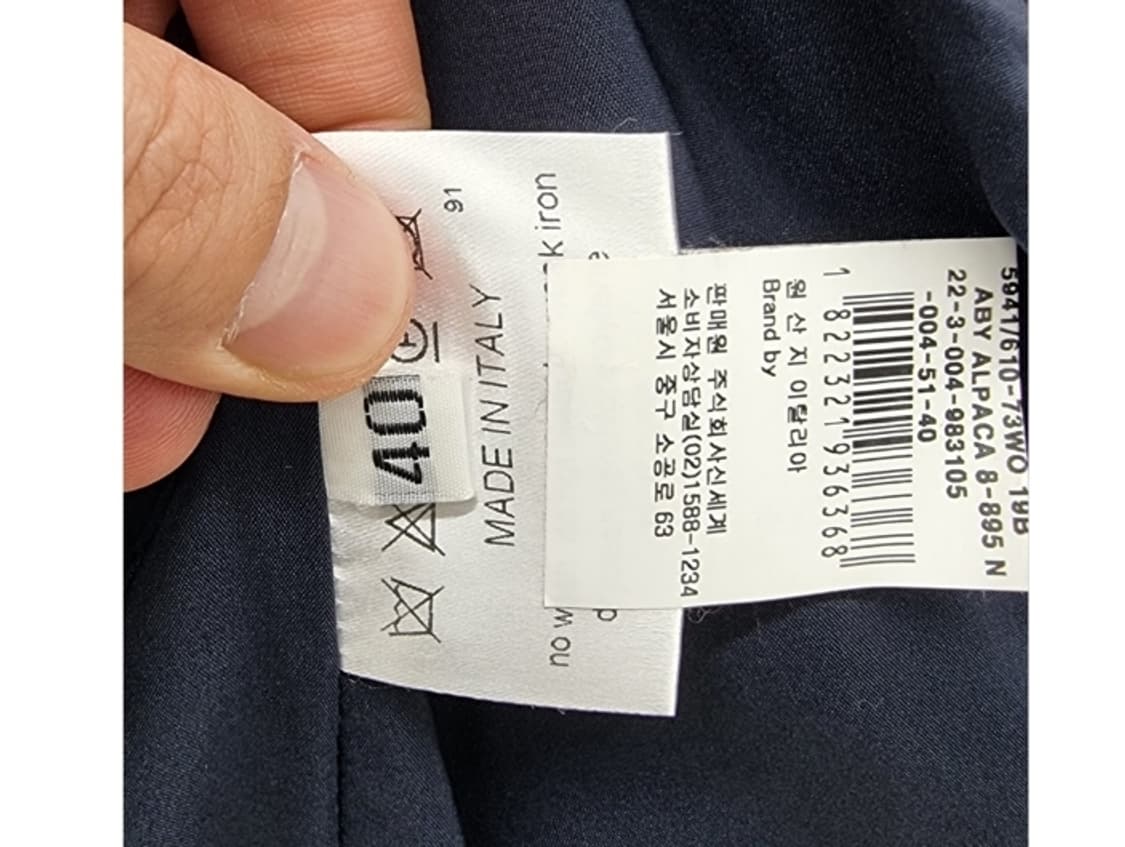 40
91
MADE IN ITALY
no
iron
5941/610-73WO 19B
ABY ALPACA 8-895 N
22-3-004-983105
-004-51-40
1 822321936368
원 산 지 이탈리아
Brand by
판매원 주식회사신세계
소비자상담실(02)1588-1234
서울시 중구 소공로 63